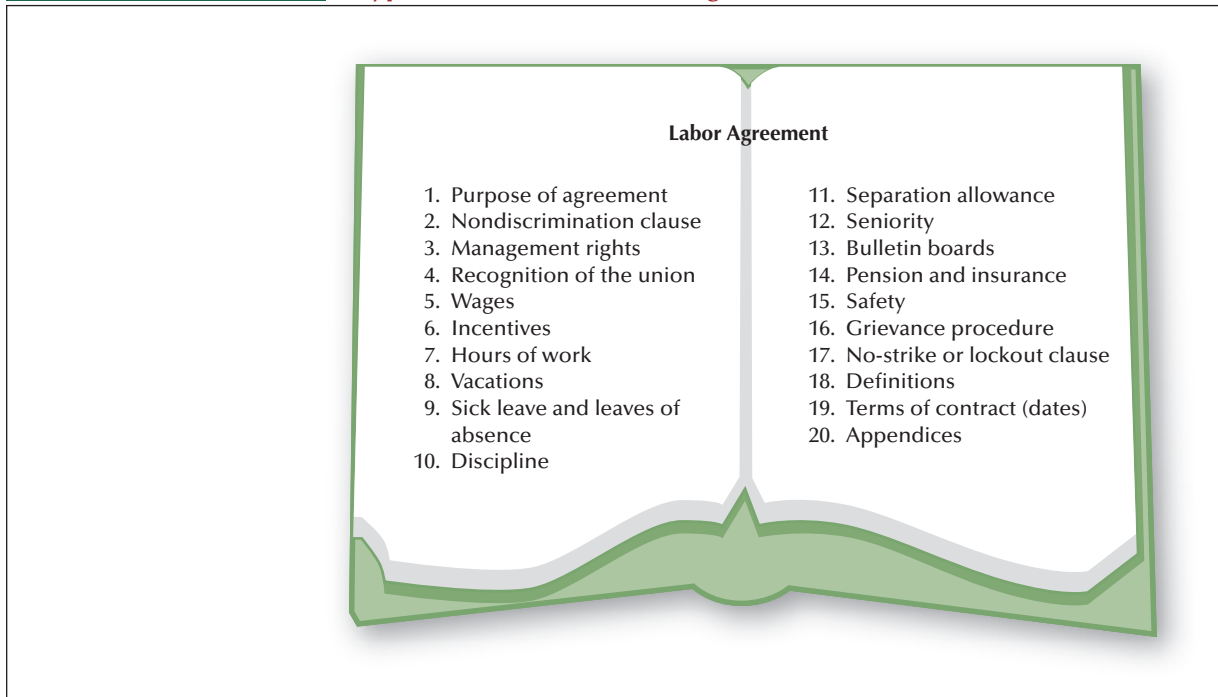 Labor Agreement
1. Purpose of agreement
2. Nondiscrimination clause
3. Management rights
4. Recognition of the union
5. Wages
6. Incentives
7. Hours of work
8. Vacations
9. Sick leave and leaves of
absence
10. Discipline
11. Separation allowance
12. Seniority
13. Bulletin boards
14. Pension and insurance
15. Safety
16. Grievance procedure
17. No-strike or lockout clause
18. Definitions
19. Terms of contract (dates)
20. Appendices